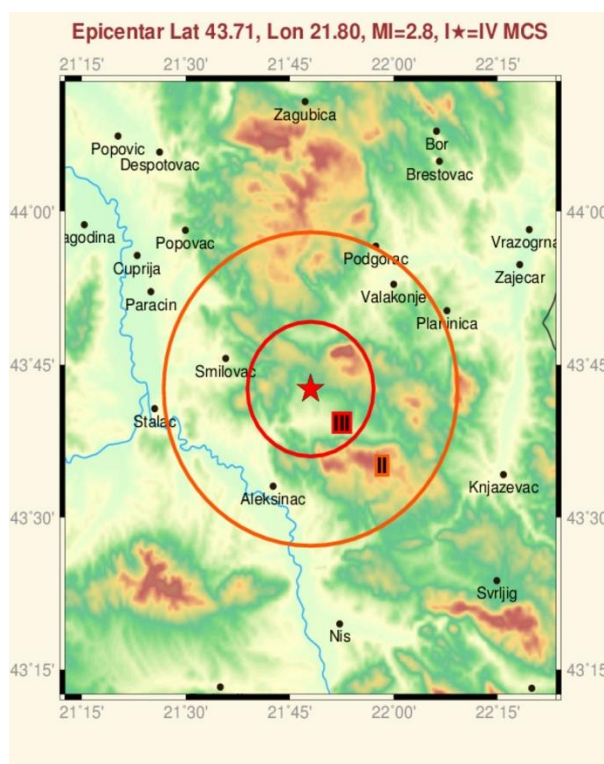 Epicentar Lat 43.71, Lon 21.80, Ml=2.8, I★=IV MCS
21˚15' 21˚30' 21˚45' 22˚00' 22˚15'
Zagubica
Popovic
Bor
Despotovac
Brestovac
44˚00' 44˚00'
agodina
Popovac
Vrazogrna
Cuprija
Podgorac
Zajecar
Paracin
Valakonje
Planinica
43˚45' 43˚45'
Smilovac
III
Stalac
II
Aleksinac
Knjazevac
43˚30' 43˚30'
Svrljig
Nis
43˚15' 43˚15'
21˚15' 21˚30' 21˚45' 22˚00' 22˚15'